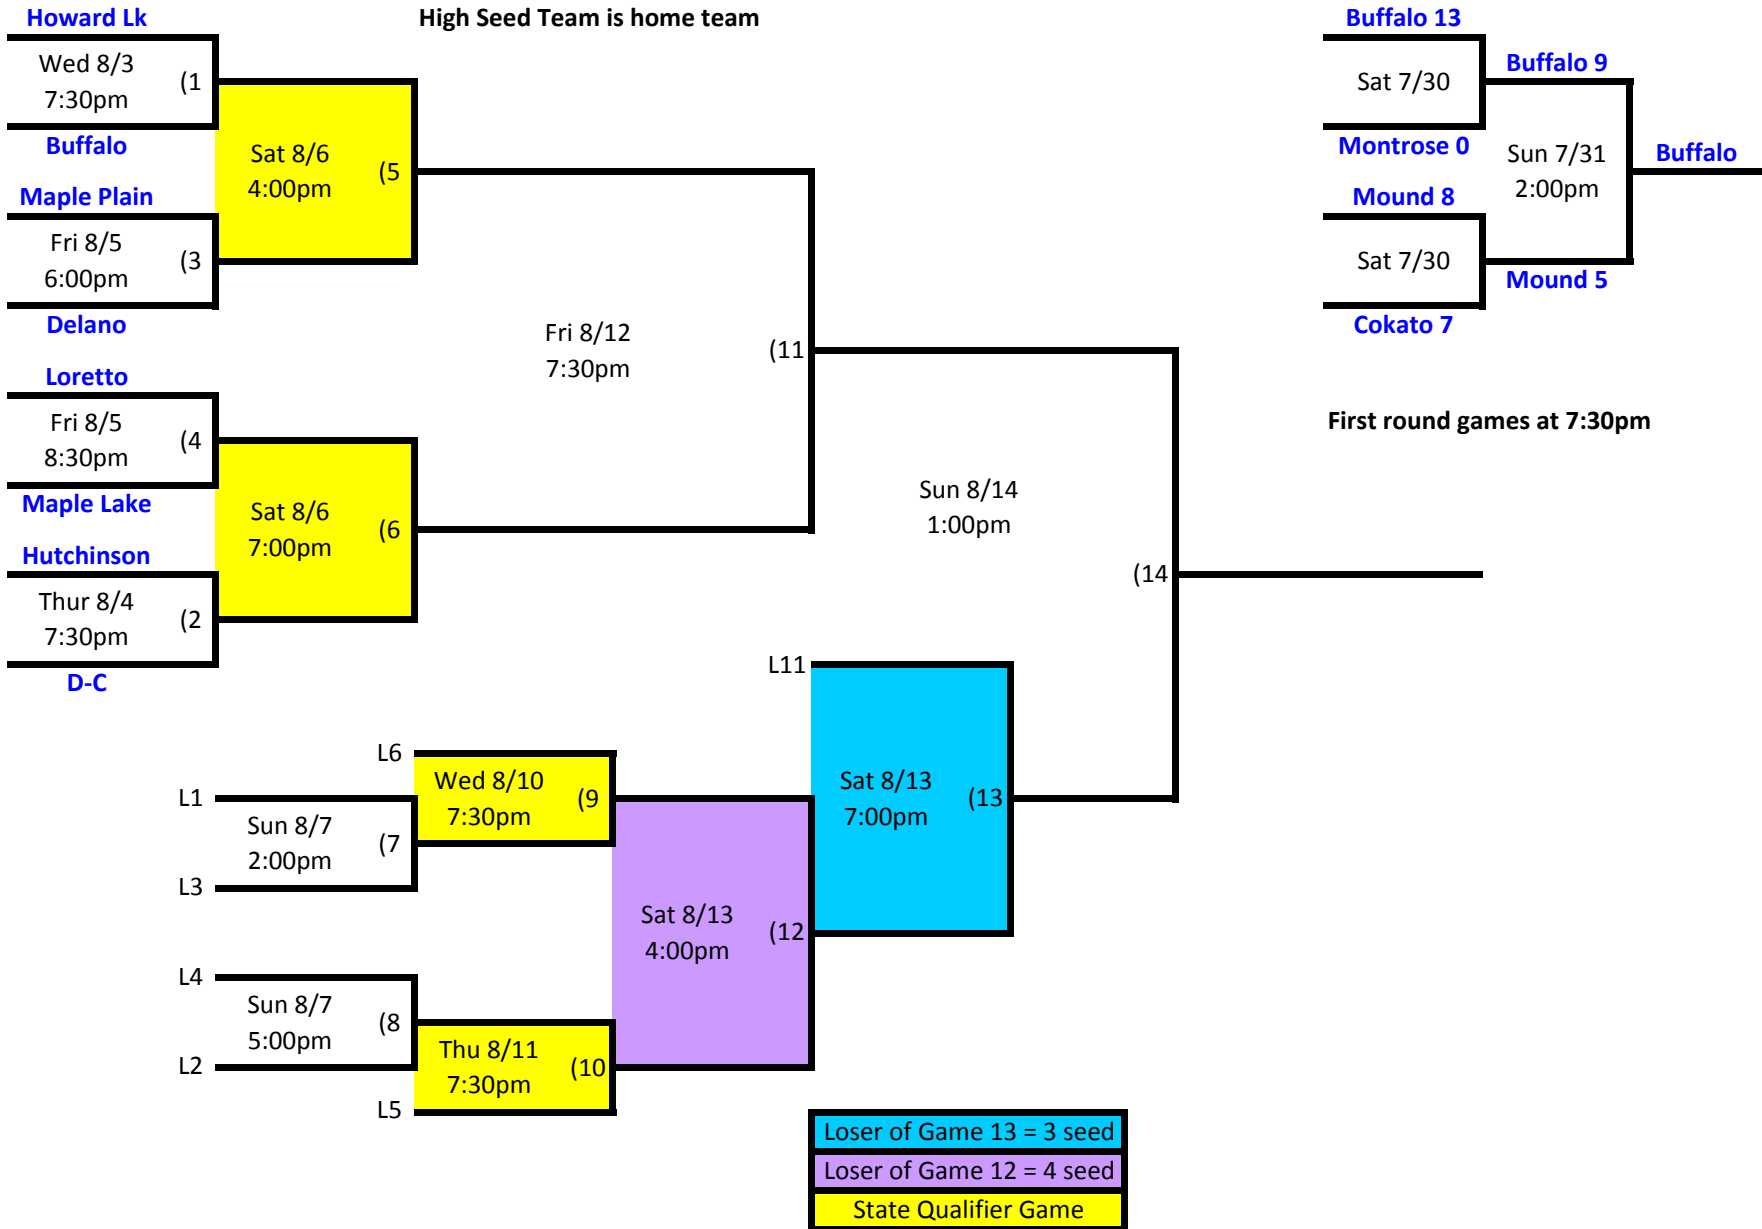 Howard Lk
High Seed Team is home team
Buffalo 13
Wed 8/3
7:30pm
(1
Buffalo
Sat 8/6
4:00pm
(5
Maple Plain
Fri 8/5
6:00pm
(3
Delano
Fri 8/12
7:30pm
(11
Loretto
Fri 8/5
8:30pm
(4
Maple Lake
Sat 8/6
7:00pm
(6
Hutchinson
Thur 8/4
7:30pm
(2
D-C
Sat 7/30
Buffalo 9
Montrose 0
Sun 7/31
2:00pm
Buffalo
Mound 8
Sat 7/30
Mound 5
Cokato 7
First round games at 7:30pm
Sun 8/14
1:00pm
(14
L11
Sat 8/13
7:00pm
(13
L6
Wed 8/10
7:30pm
(9
L1
Sun 8/7
2:00pm
(7
L3
Sat 8/13
4:00pm
(12
L4
Sun 8/7
5:00pm
(8
L2
Thu 8/11
7:30pm
(10
L5
Loser of Game 13 = 3 seed
Loser of Game 12 = 4 seed
State Qualifier Game